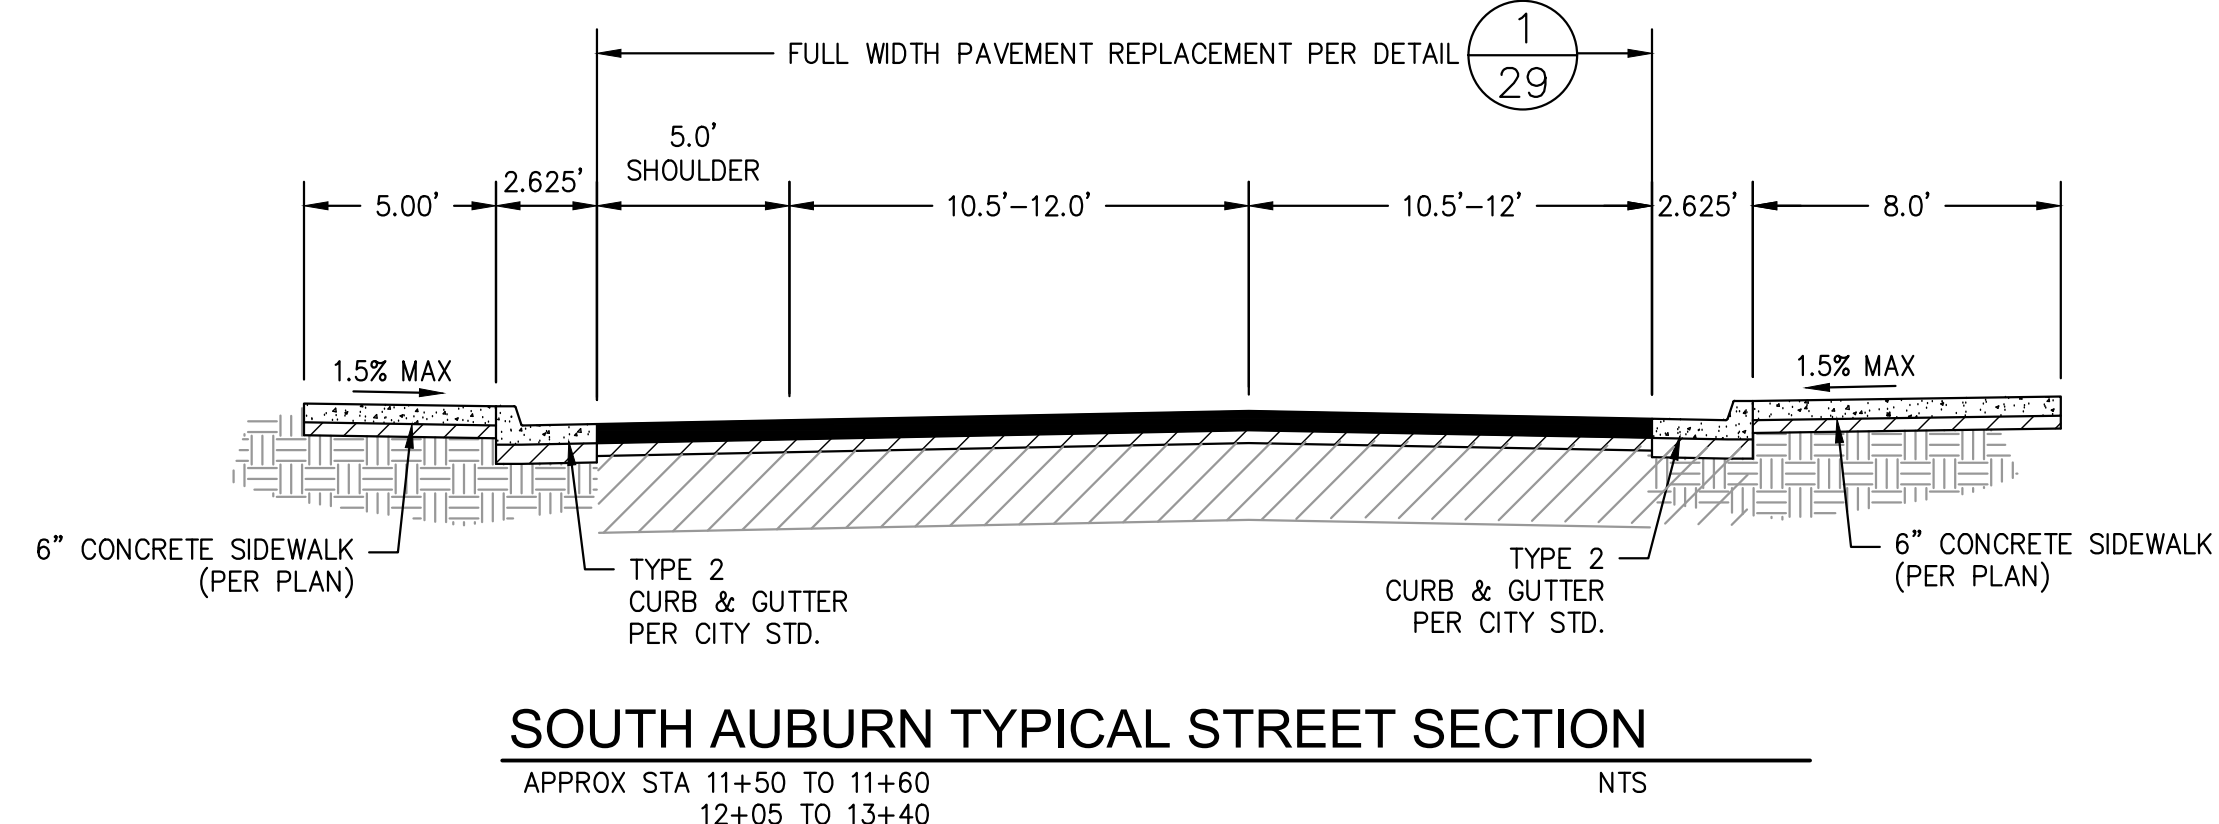 FULL WIDTH PAVEMENT REPLACEMENT PER DETAIL
1
29
5.0'
SHOULDER
5.00'
2.625'
10.5'-12.0'
10.5'-12'
2.625'
8.0'
1.5% MAX
1.5% MAX
6" CONCRETE SIDEWALK
(PER PLAN)
TYPE 2
CURB & GUTTER
PER CITY STD.
TYPE 2
CURB & GUTTER
PER CITY STD.
6" CONCRETE SIDEWALK
(PER PLAN)
SOUTH AUBURN TYPICAL STREET SECTION
APPROX STA 11+50 TO 11+60
12+05 TO 13+40
NTS